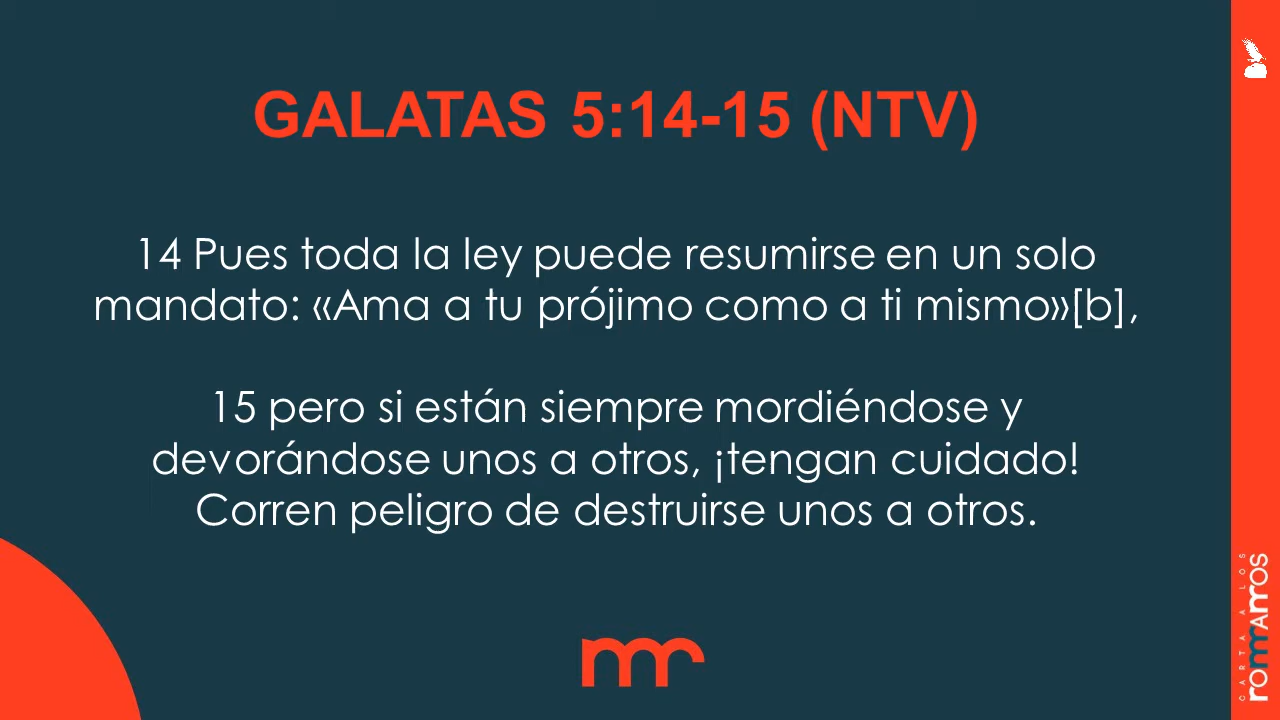 GALATAS 5:14-15 (NTV)
14 Pues toda la ley puede resumirse en un solo
mandato: «Ama a tu prójimo como a ti mismo»[b],
15 pero si están siempre mordiéndose y
devorándose unos a otros, ¡tengan cuidado!
Corren peligro de destruirse unos a otros.
CARTA A LOS
romanos